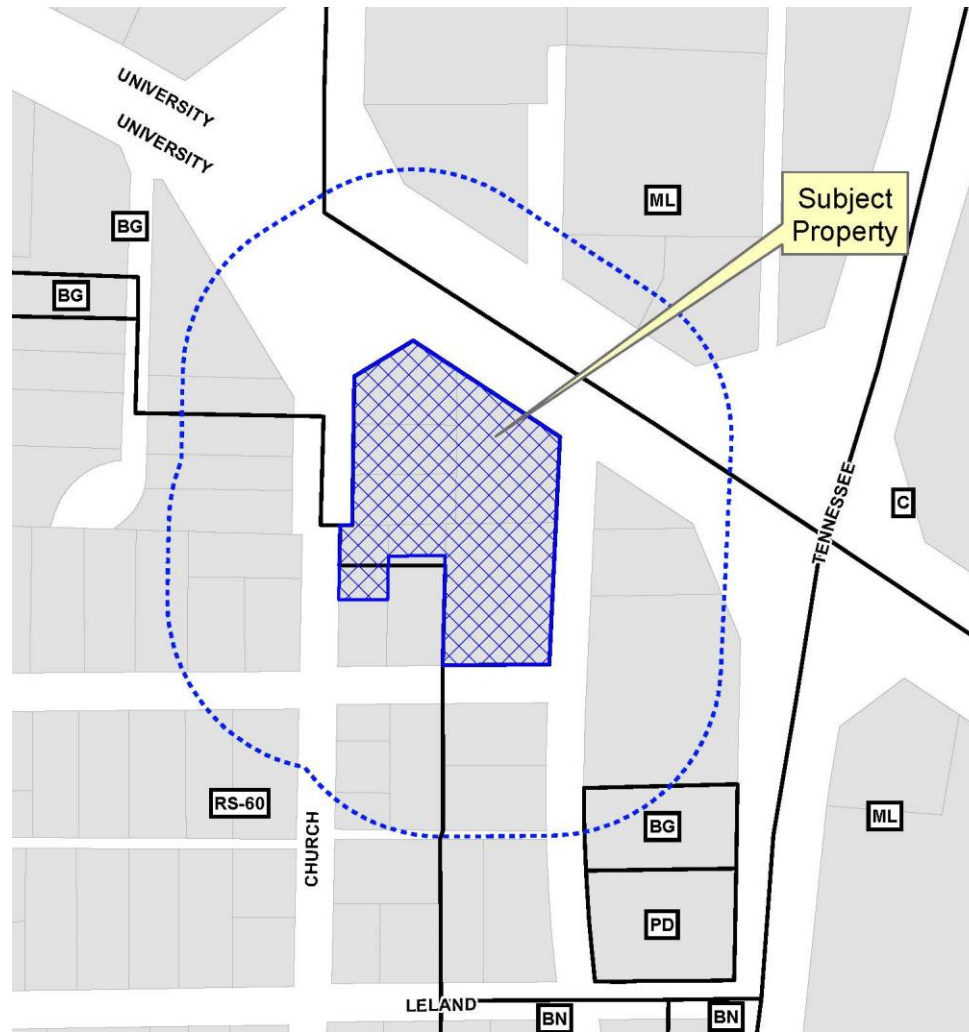 UNIVERSITY
UNIVERSITY
Subject
Property
ML
BG
BG
TENNESSEE
C
RS-60
CHURCH
BG
ML
PD
LELAND
BN
BN